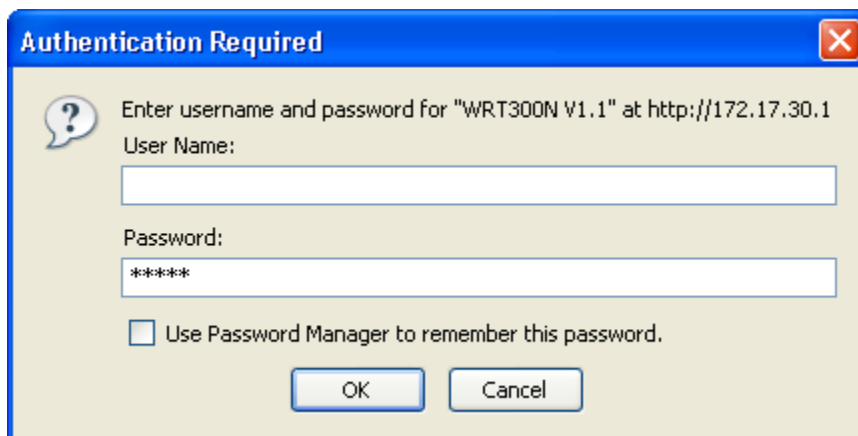 Authentication Required
Enter username and password for "WRT300N V1.1" at http://172.17.30.1
User Name:
Password:
*****
Use Password Manager to remember this password.
OK
Cancel